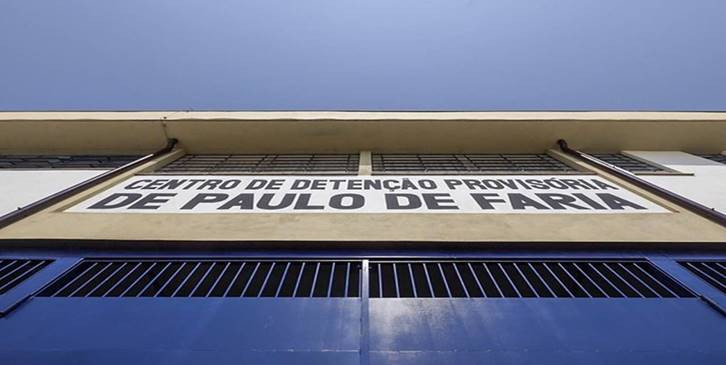 CENTRO DE DETENÇÃO PROVISÓRIA
DE PAULO DE FARIA